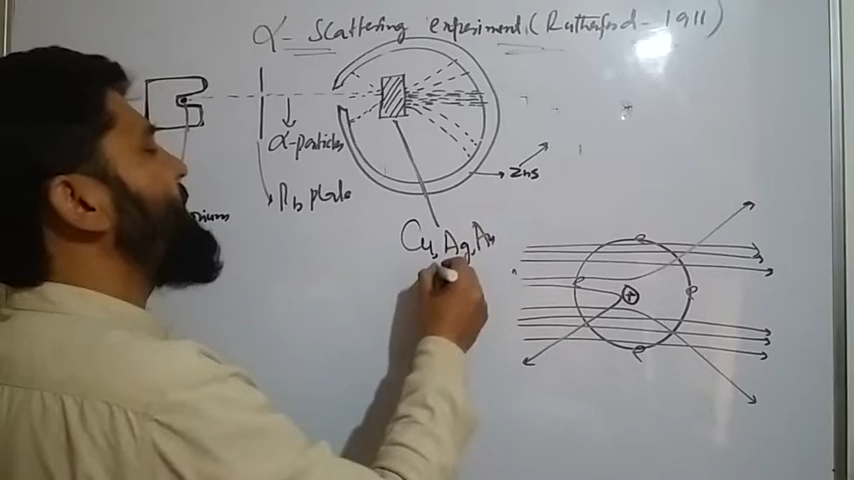 α- Scattering experiment (Rutherford - 1911)
α-particles
Pb plate
ZnS
Cu, Ag, Au
+
e
e
e
e